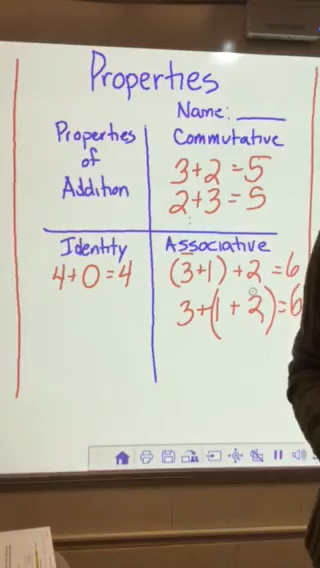 Properties
Name: ______
Properties
of
Addition
Commutative
3+2=5
2+3=5
Identity
4+0=4
Associative
(3+1)+2=6
3+(1+2)=6